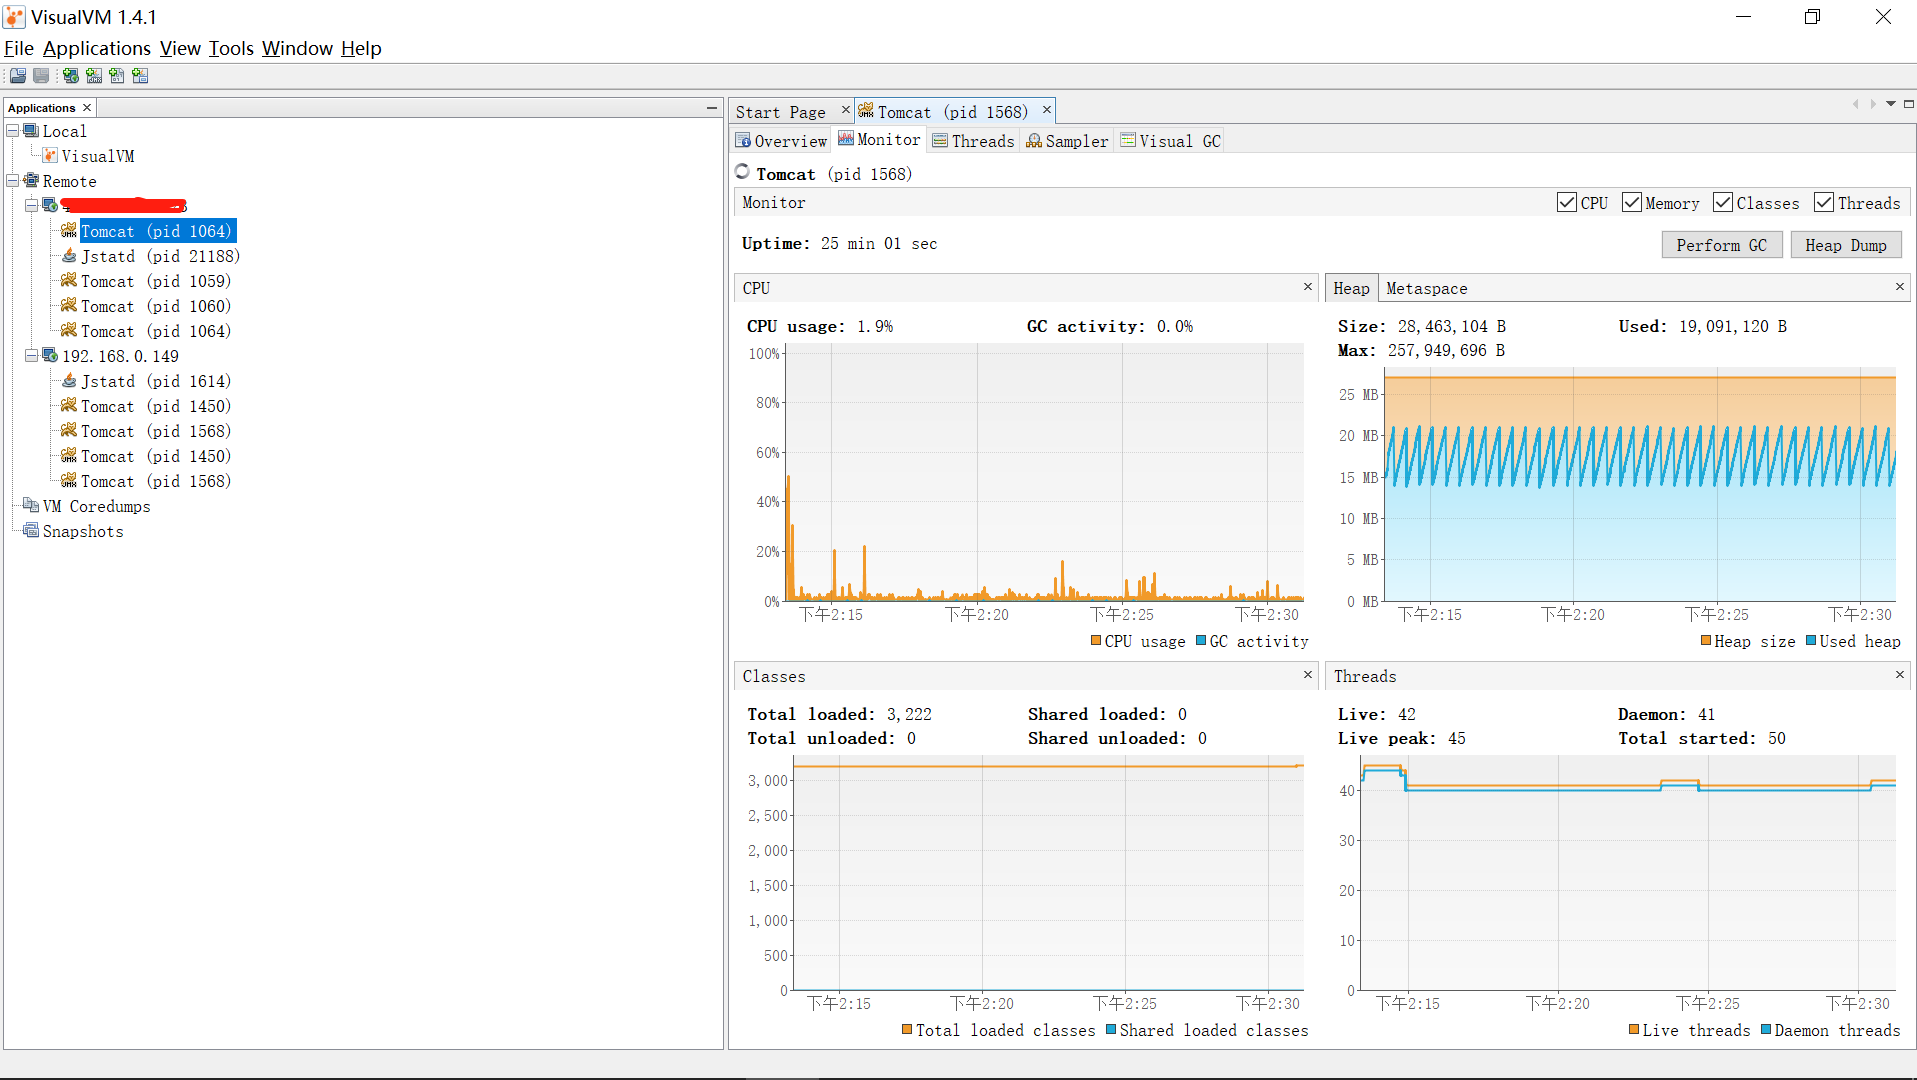 VisualVM 1.4.1
File Applications View Tools Window Help
Applications
Local
VisualVM
Remote
Tomcat (pid 1064)
Jstatd (pid 21188)
Tomcat (pid 1059)
Tomcat (pid 1060)
Tomcat (pid 1064)
192.168.0.149
Jstatd (pid 1614)
Tomcat (pid 1450)
Tomcat (pid 1568)
Tomcat (pid 1450)
Tomcat (pid 1568)
VM Coredumps
Snapshots
Start Page Tomcat (pid 1568)
Overview Monitor Threads Sampler Visual GC
Tomcat (pid 1568)
Monitor CPU Memory Classes Threads
Uptime: 25 min 01 sec Perform GC Heap Dump
CPU
CPU usage: 1.9% GC activity: 0.0%
100%
80%
60%
40%
20%
0%
下午2:15 下午2:20 下午2:25 下午2:30
CPU usage GC activity
Heap Metaspace
Size: 28,463,104 B Used: 19,091,120 B
Max: 257,949,696 B
25 MB
20 MB
15 MB
10 MB
5 MB
0 MB
下午2:15 下午2:20 下午2:25 下午2:30
Heap size Used heap
Classes
Total loaded: 3,222 Shared loaded: 0
Total unloaded: 0 Shared unloaded: 0
3,000
2,500
2,000
1,500
1,000
500
0
下午2:15 下午2:20 下午2:25 下午2:30
Total loaded classes Shared loaded classes
Threads
Live: 42 Daemon: 41
Live peak: 45 Total started: 50
40
30
20
10
0
下午2:15 下午2:20 下午2:25 下午2:30
Live threads Daemon threads